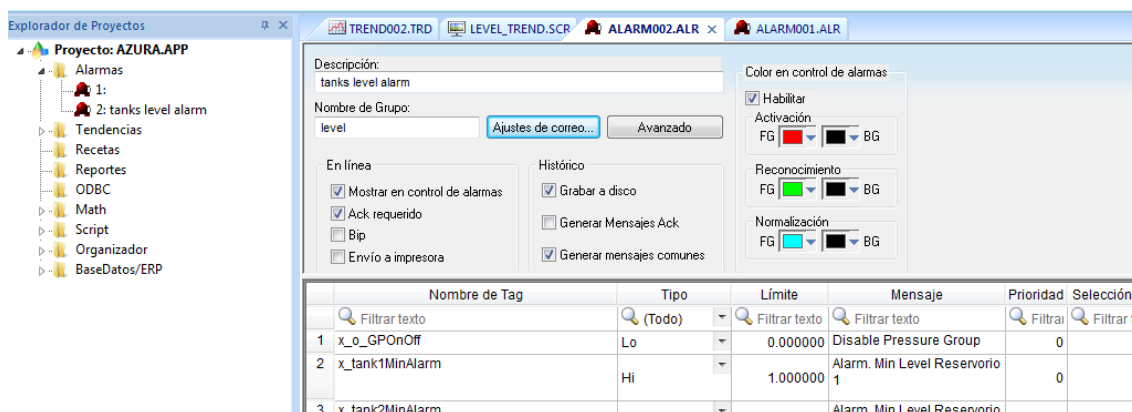 Explorador de Proyectos
TREND002.TRD LEVEL_TREND.SCR ALARM002.ALR ALARM001.ALR
Proyecto: AZURA.APP
Alarmas
1:
2: tanks level alarm
Tendencias
Recetas
Reportes
ODBC
Math
Script
Organizador
BaseDatos/ERP
Descripción:
tanks level alarm
Nombre de Grupo:
level
Ajustes de correo...
Avanzado
En línea
Mostrar en control de alarmas
Ack requerido
Bip
Envío a impresora
Histórico
Grabar a disco
Generar Mensajes Ack
Generar mensajes comunes
Color en control de alarmas
Habilitar
Activación
FG BG
Reconocimiento
FG BG
Normalización
FG BG
Nombre de Tag Tipo Límite Mensaje Prioridad Selección
Filtrar texto (Todo) Filtrar texto Filtrar texto Filtrar Filtrar
1 x_o_GPOnOff Lo 0.000000 Disable Pressure Group 0
2 x_tank1MinAlarm Hi 1.000000 Alarm. Min Level Reservorio 1 0
3 x_tank2MinAlarm Alarm. Min Level Reservorio